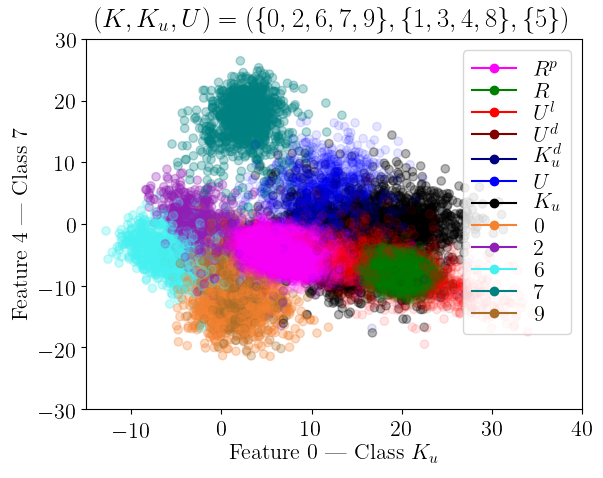 (K, K_u, U) = ({0, 2, 6, 7, 9}, {1, 3, 4, 8}, {5})
30
20
10
0
−10
−20
−30
Feature 4 — Class 7
−10
0
10
20
30
40
Feature 0 — Class K_u
R^p
R
U^l
U^d
K_u^d
U
K_u
0
2
6
7
9